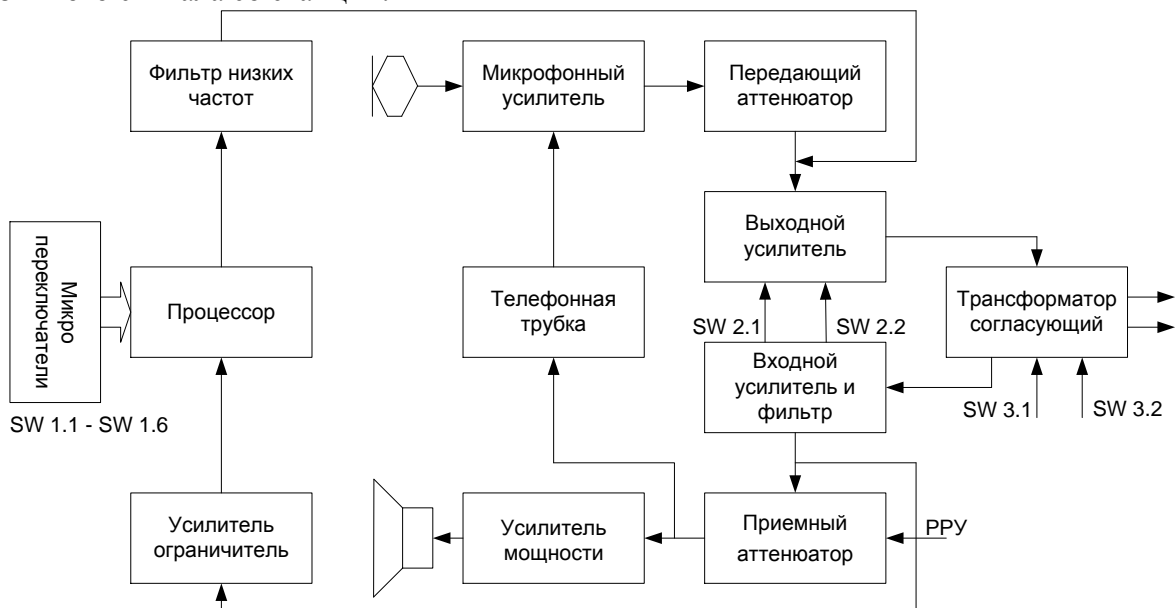 Фильтр низких
частот
Микрофонный
усилитель
Передающий
аттенюатор
Микро
переключатели
Процессор
Телефонная
трубка
Выходной
усилитель
Трансформатор
согласующий
SW 2.1
SW 2.2
Входной
усилитель и
фильтр
SW 3.1
SW 3.2
SW 1.1 - SW 1.6
Усилитель
ограничитель
Усилитель
мощности
Приемный
аттенюатор
РРУ